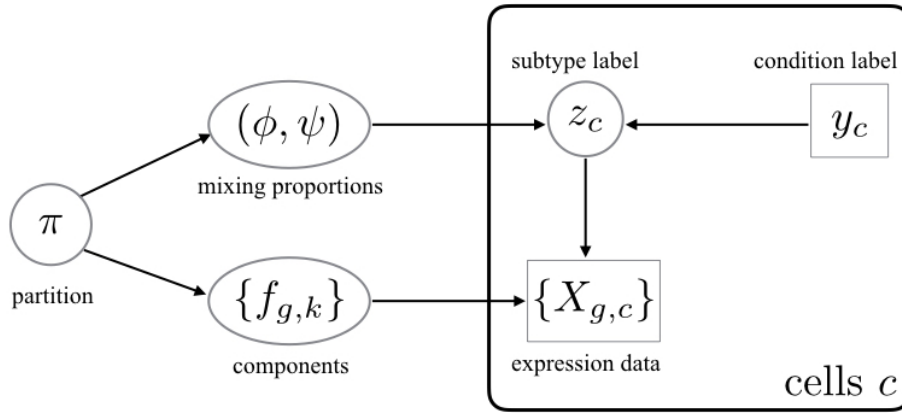 subtype label
condition label
(ϕ, ψ)
z_c
y_c
mixing proportions
π
partition
{f_{g,k}}
{X_{g,c}}
components
expression data
cells c